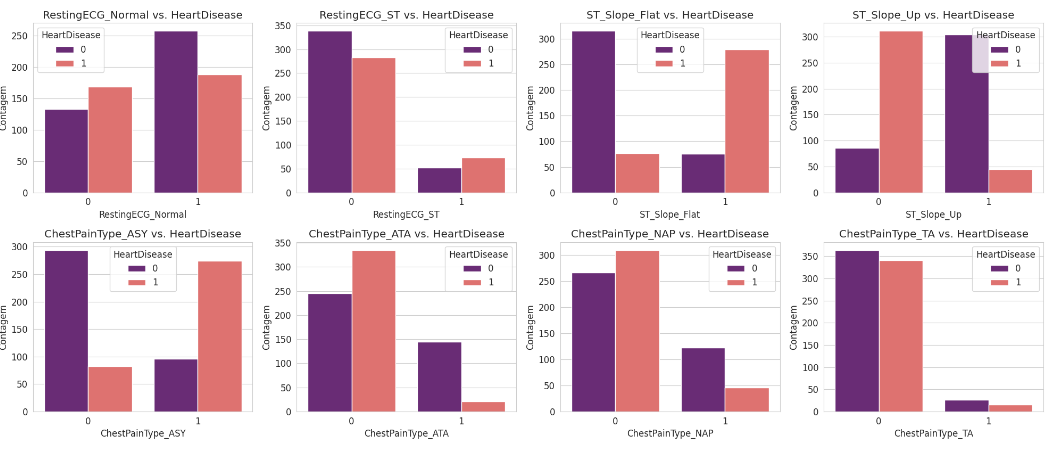 RestingECG_Normal vs. HeartDisease
HeartDisease
0
1
250
200
150
100
50
0
Contagem
0 1
RestingECG_Normal
RestingECG_ST vs. HeartDisease
HeartDisease
0
1
350
300
250
200
150
100
50
0
Contagem
0 1
RestingECG_ST
ST_Slope_Flat vs. HeartDisease
HeartDisease
0
1
300
250
200
150
100
50
0
Contagem
0 1
ST_Slope_Flat
ST_Slope_Up vs. HeartDisease
HeartDisease
0
1
300
250
200
150
100
50
0
Contagem
0 1
ST_Slope_Up
ChestPainType_ASY vs. HeartDisease
HeartDisease
0
1
300
250
200
150
100
50
0
Contagem
0 1
ChestPainType_ASY
ChestPainType_ATA vs. HeartDisease
HeartDisease
0
1
350
300
250
200
150
100
50
0
Contagem
0 1
ChestPainType_ATA
ChestPainType_NAP vs. HeartDisease
HeartDisease
0
1
300
250
200
150
100
50
0
Contagem
0 1
ChestPainType_NAP
ChestPainType_TA vs. HeartDisease
HeartDisease
0
1
350
300
250
200
150
100
50
0
Contagem
0 1
ChestPainType_TA